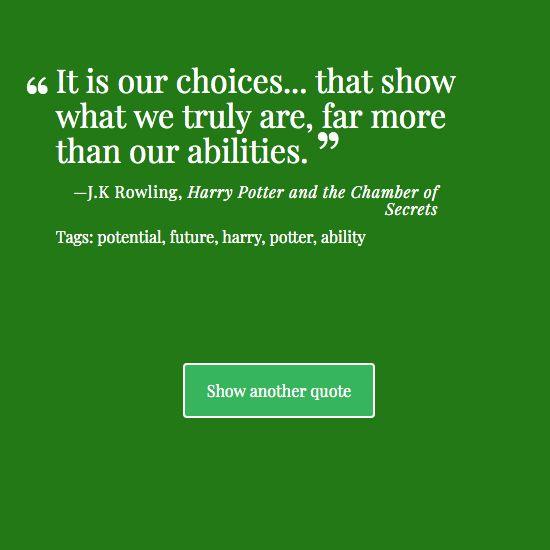 “ It is our choices... that show
what we truly are, far more
than our abilities. ”
—J.K Rowling, Harry Potter and the Chamber of
Secrets
Tags: potential, future, harry, potter, ability
Show another quote